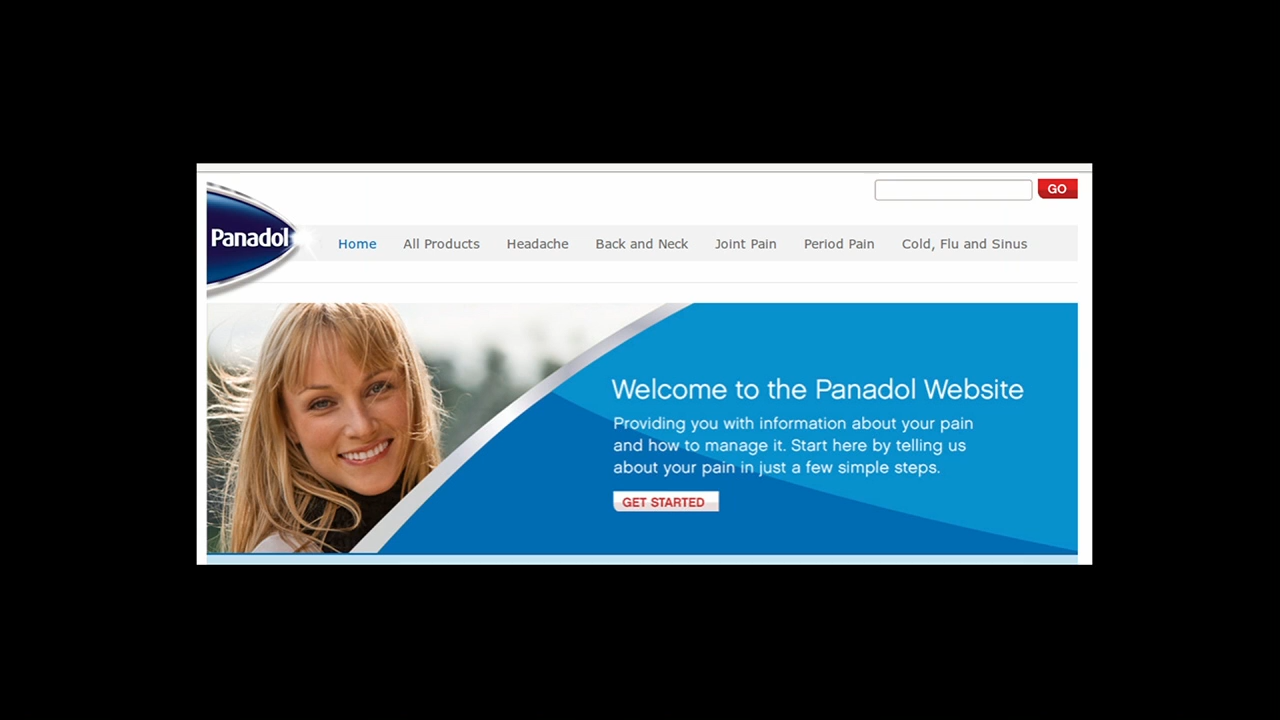 GO
Panadol
Home All Products Headache Back and Neck Joint Pain Period Pain Cold, Flu and Sinus
Welcome to the Panadol Website
Providing you with information about your pain
and how to manage it. Start here by telling us
about your pain in just a few simple steps.
GET STARTED